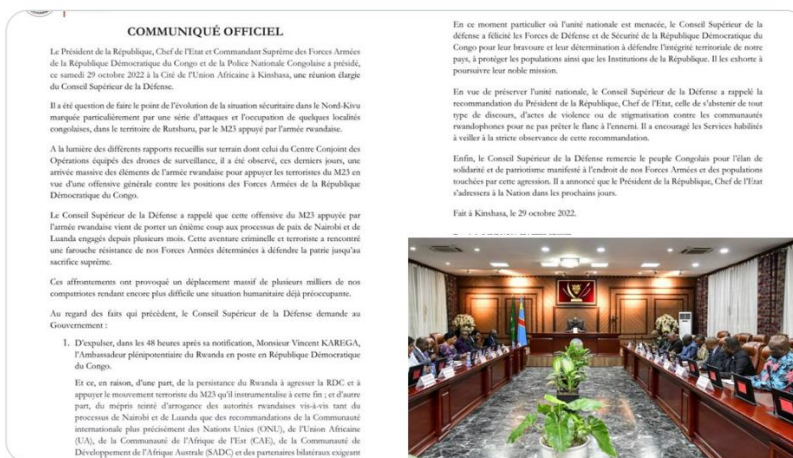 COMMUNIQUÉ OFFICIEL
Le Président de la République, Chef de l'Etat et Commandant Suprême des Forces Armées
de la République Démocratique du Congo et de la Police Nationale Congolaise a présidé,
ce samedi 29 octobre 2022 à la Cité de l'Union Africaine à Kinshasa, une réunion élargie
du Conseil Supérieur de la Défense.
Il a été question de faire le point de l'évolution de la situation sécuritaire dans le Nord-Kivu
marquée particulièrement par une série d'attaques et l'occupation de quelques localités
congolaises, dans le territoire de Rutshuru, par le M23 appuyé par l'armée rwandaise.
A la lumière des différents rapports recueillis sur terrain dont celui du Centre Conjoint des
Opérations équipés des drones de surveillance, il a été observé, ces derniers jours, une
arrivée massive des éléments de l'armée rwandaise pour appuyer les terroristes du M23 en
vue d'une offensive générale contre les positions des Forces Armées de la République
Démocratique du Congo.
Le Conseil Supérieur de la Défense a rappelé que cette offensive du M23 appuyée par
l'armée rwandaise vient de porter un énième coup aux processus de paix de Nairobi et de
Luanda engagés depuis plusieurs mois. Cette aventure criminelle et terroriste a rencontré
une farouche résistance de nos Forces Armées déterminées à défendre la patrie jusqu'au
sacrifice suprême.
Ces affrontements ont provoqué un déplacement massif de plusieurs milliers de nos
compatriotes rendant encore plus difficile une situation humanitaire déjà préoccupante.
Au regard des faits qui précèdent, le Conseil Supérieur de la Défense demande au
Gouvernement :
1. D'expulser, dans les 48 heures après sa notification, Monsieur Vincent KAREGA,
l'Ambassadeur plénipotentiaire du Rwanda en poste en République Démocratique
du Congo.
Et ce, en raison, d'une part, de la persistance du Rwanda à agresser la RDC et à
appuyer le mouvement terroriste du M23 qu'il instrumentalise à cette fin ; et d'autre
part, du mépris teinté d'arrogance des autorités rwandaises vis-à-vis tant du
processus de Nairobi et de Luanda que des recommandations de la Communauté
internationale plus précisément des Nations Unies (ONU), de l'Union Africaine
(UA), de la Communauté de l'Afrique de l'Est (CAE), de la Communauté de
Développement de l'Afrique Australe (SADC) et des partenaires bilatéraux exigeant
En ce moment particulier où l'unité nationale est menacée, le Conseil Supérieur de la
défense a félicité les Forces de Défense et de Sécurité de la République Démocratique du
Congo pour leur bravoure et leur détermination à défendre l'intégrité territoriale de notre
pays, à protéger les populations ainsi que les Institutions de la République. Il les exhorte à
poursuivre leur noble mission.
En vue de préserver l'unité nationale, le Conseil Supérieur de la Défense a rappelé la
recommandation du Président de la République, Chef de l'Etat, celle de s'abstenir de tout
type de discours, d'actes de violence ou de stigmatisation contre les communautés
rwandophones pour ne pas prêter le flanc à l'ennemi. Il a encouragé les Services habilités
à veiller à la stricte observance de cette recommandation.
Enfin, le Conseil Supérieur de la Défense remercie le peuple Congolais pour l'élan de
solidarité et de patriotisme manifesté à l'endroit de nos Forces Armées et des populations
touchées par cette agression. Il a annoncé que le Président de la République, Chef de l'Etat
s'adressera à la Nation dans les prochains jours.
Fait à Kinshasa, le 29 octobre 2022.